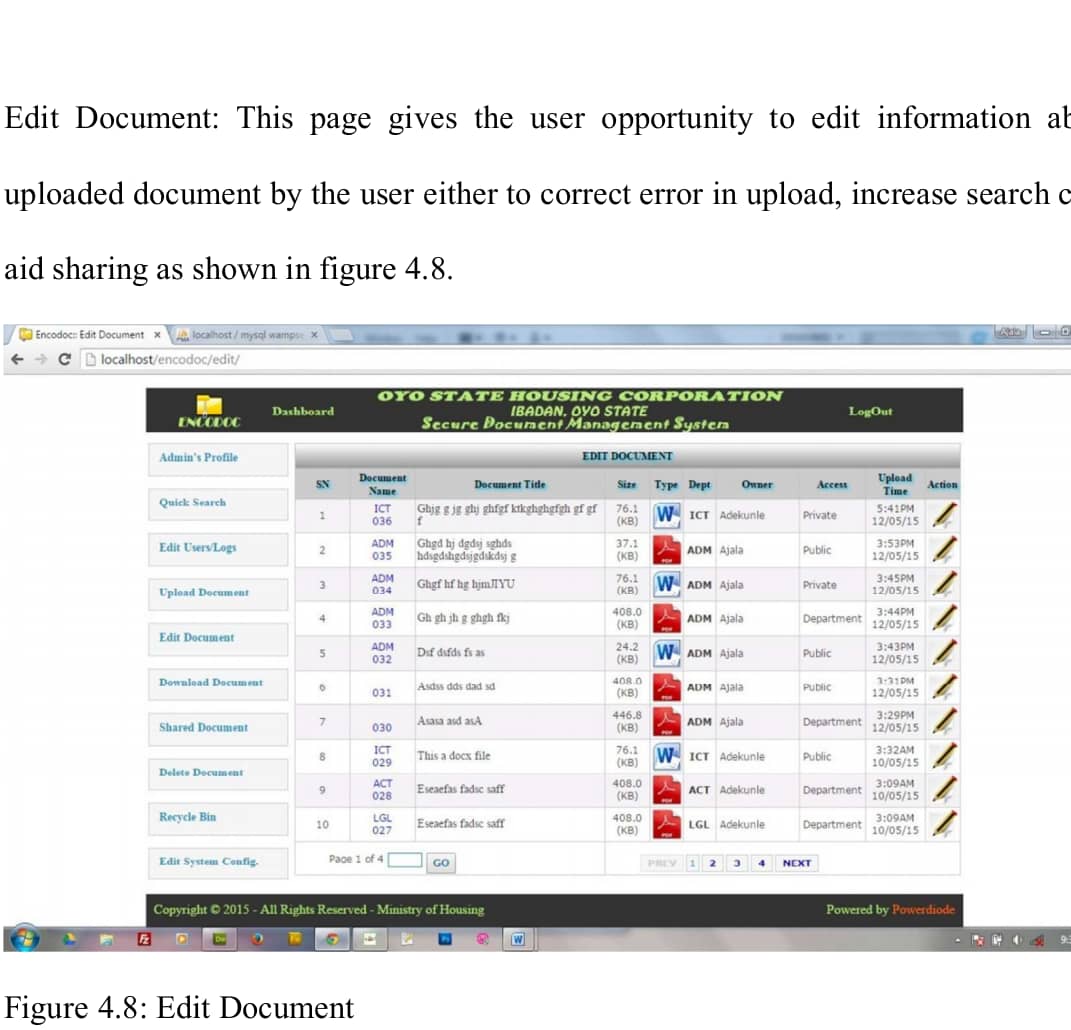 Edit Document: This page gives the user opportunity to edit information ab
uploaded document by the user either to correct error in upload, increase search c
aid sharing as shown in figure 4.8.
Encodoc:: Edit Document x localhost / mysql wampse x Ajala
localhost/encodoc/edit/
ENCODOC
Dashboard
OYO STATE HOUSING CORPORATION
IBADAN, OYO STATE
Secure Document Management System
LogOut
Admin's Profile
Quick Search
Edit Users/Logs
Upload Document
Edit Document
Download Document
Shared Document
Delete Document
Recycle Bin
Edit System Config.
EDIT DOCUMENT
SN Document Name Document Title Size Type Dept Owner Access Upload Time Action
1 ICT 036 Ghjg g jg ghj ghfgf ktkghghgfgh gf gf f 76.1 (KB) ICT Adekunle Private 5:41PM 12/05/15
2 ADM 035 Ghgd hj dgdsj sghds hdsgdshgdsjgdskdsj g 37.1 (KB) ADM Ajala Public 3:53PM 12/05/15
3 ADM 034 Ghgf hf hg hjmJIYU 76.1 (KB) ADM Ajala Private 3:45PM 12/05/15
4 ADM 033 Gh gh jh g ghgh fkj 408.0 (KB) ADM Ajala Department 3:44PM 12/05/15
5 ADM 032 Dsf dsfds fs as 24.2 (KB) ADM Ajala Public 3:43PM 12/05/15
6 031 Asdss dds dad sd 408.0 (KB) ADM Ajala Public 3:31PM 12/05/15
7 030 Asasa asd asA 446.8 (KB) ADM Ajala Department 3:29PM 12/05/15
8 ICT 029 This a docx file 76.1 (KB) ICT Adekunle Public 3:32AM 10/05/15
9 ACT 028 Eseaefas fadsc saff 408.0 (KB) ACT Adekunle Department 3:09AM 10/05/15
10 LGL 027 Eseaefas fadsc saff 408.0 (KB) LGL Adekunle Department 3:09AM 10/05/15
Page 1 of 4 GO PREV 1 2 3 4 NEXT
Copyright © 2015 - All Rights Reserved - Ministry of Housing Powered by Powerdiode
Figure 4.8: Edit Document